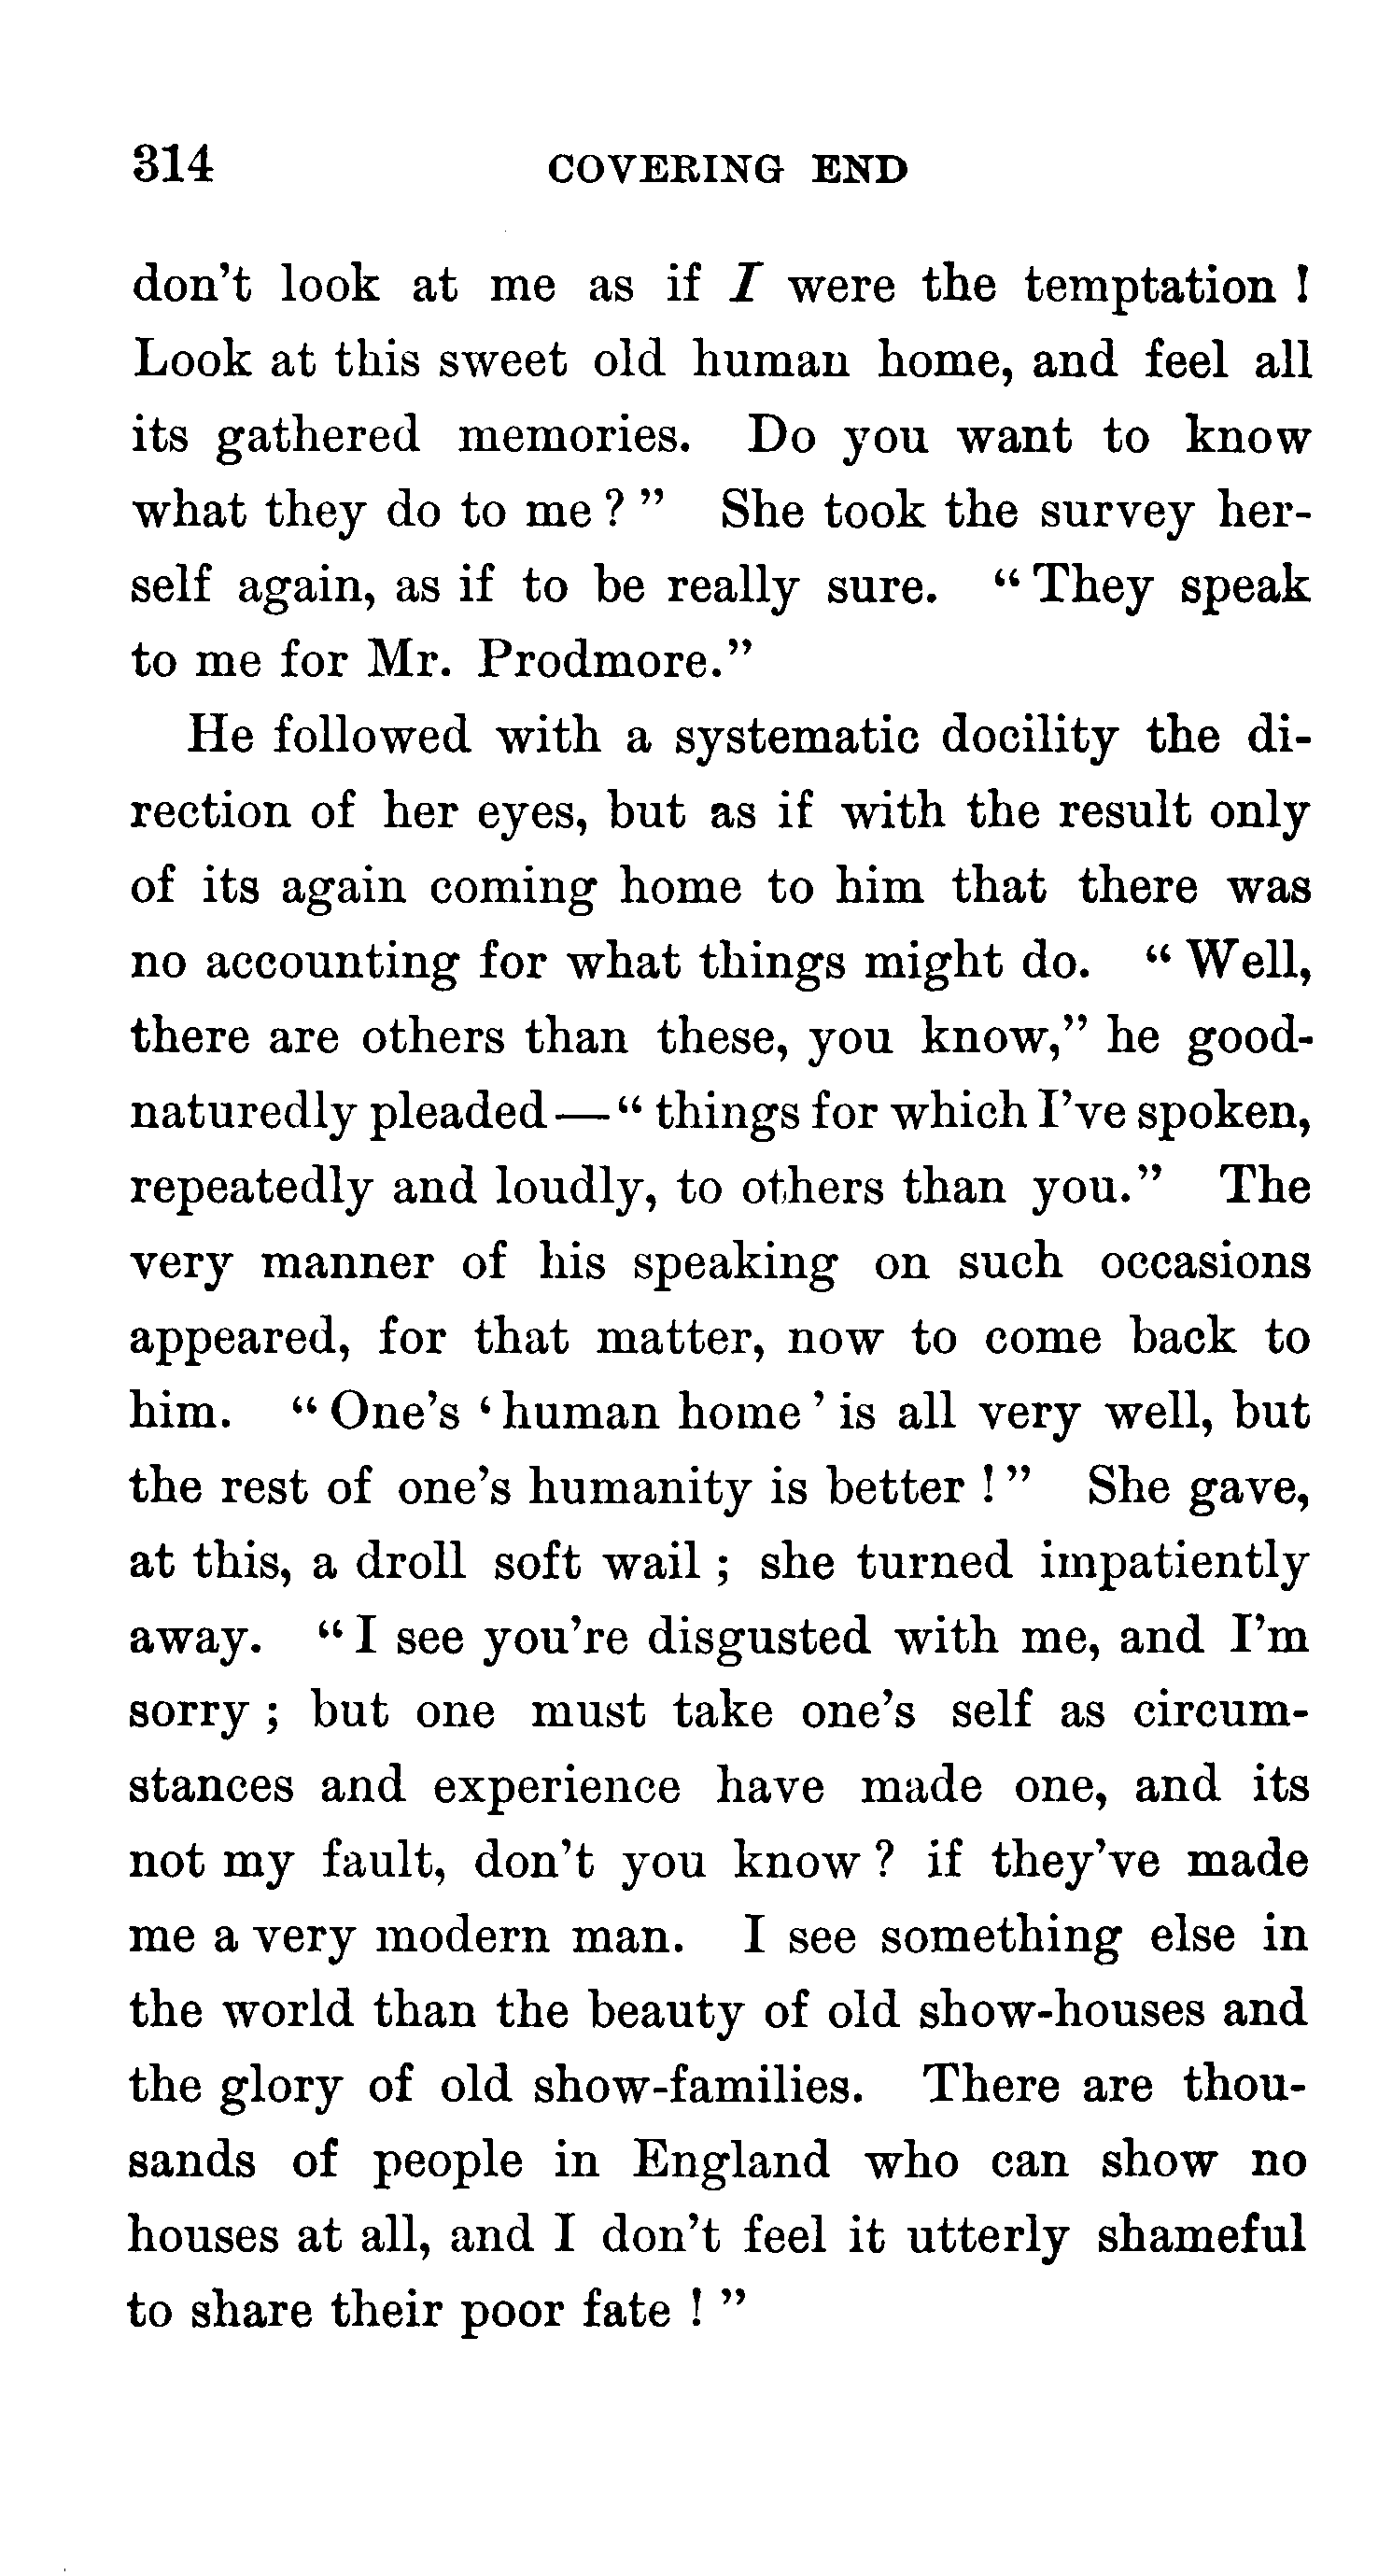 314 COVERING END
don't look at me as if I were the temptation !
Look at this sweet old human home, and feel all
its gathered memories. Do you want to know
what they do to me ? ” She took the survey her-
self again, as if to be really sure. “ They speak
to me for Mr. Prodmore.”
He followed with a systematic docility the di-
rection of her eyes, but as if with the result only
of its again coming home to him that there was
no accounting for what things might do. “ Well,
there are others than these, you know,” he good-
naturedly pleaded—“ things for which I've spoken,
repeatedly and loudly, to others than you.” The
very manner of his speaking on such occasions
appeared, for that matter, now to come back to
him. “ One's ‘ human home ’ is all very well, but
the rest of one's humanity is better ! ” She gave,
at this, a droll soft wail ; she turned impatiently
away. “ I see you're disgusted with me, and I'm
sorry ; but one must take one's self as circum-
stances and experience have made one, and its
not my fault, don't you know ? if they've made
me a very modern man. I see something else in
the world than the beauty of old show-houses and
the glory of old show-families. There are thou-
sands of people in England who can show no
houses at all, and I don't feel it utterly shameful
to share their poor fate ! ”